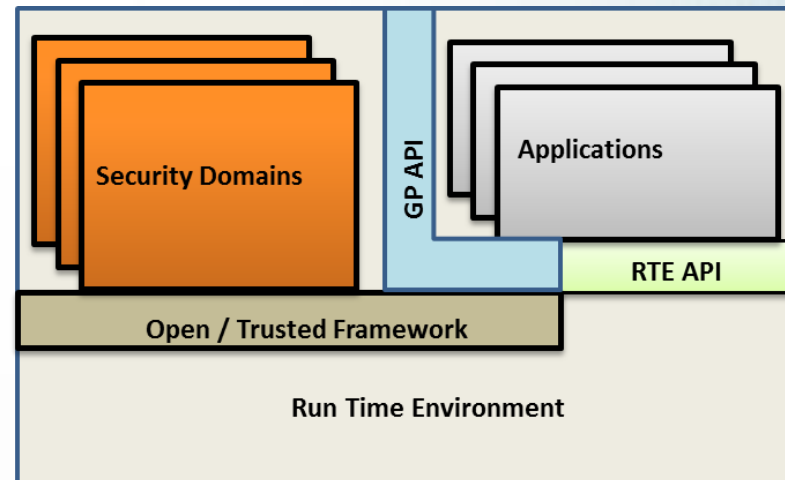 Security Domains
GP API
Applications
RTE API
Open / Trusted Framework
Run Time Environment